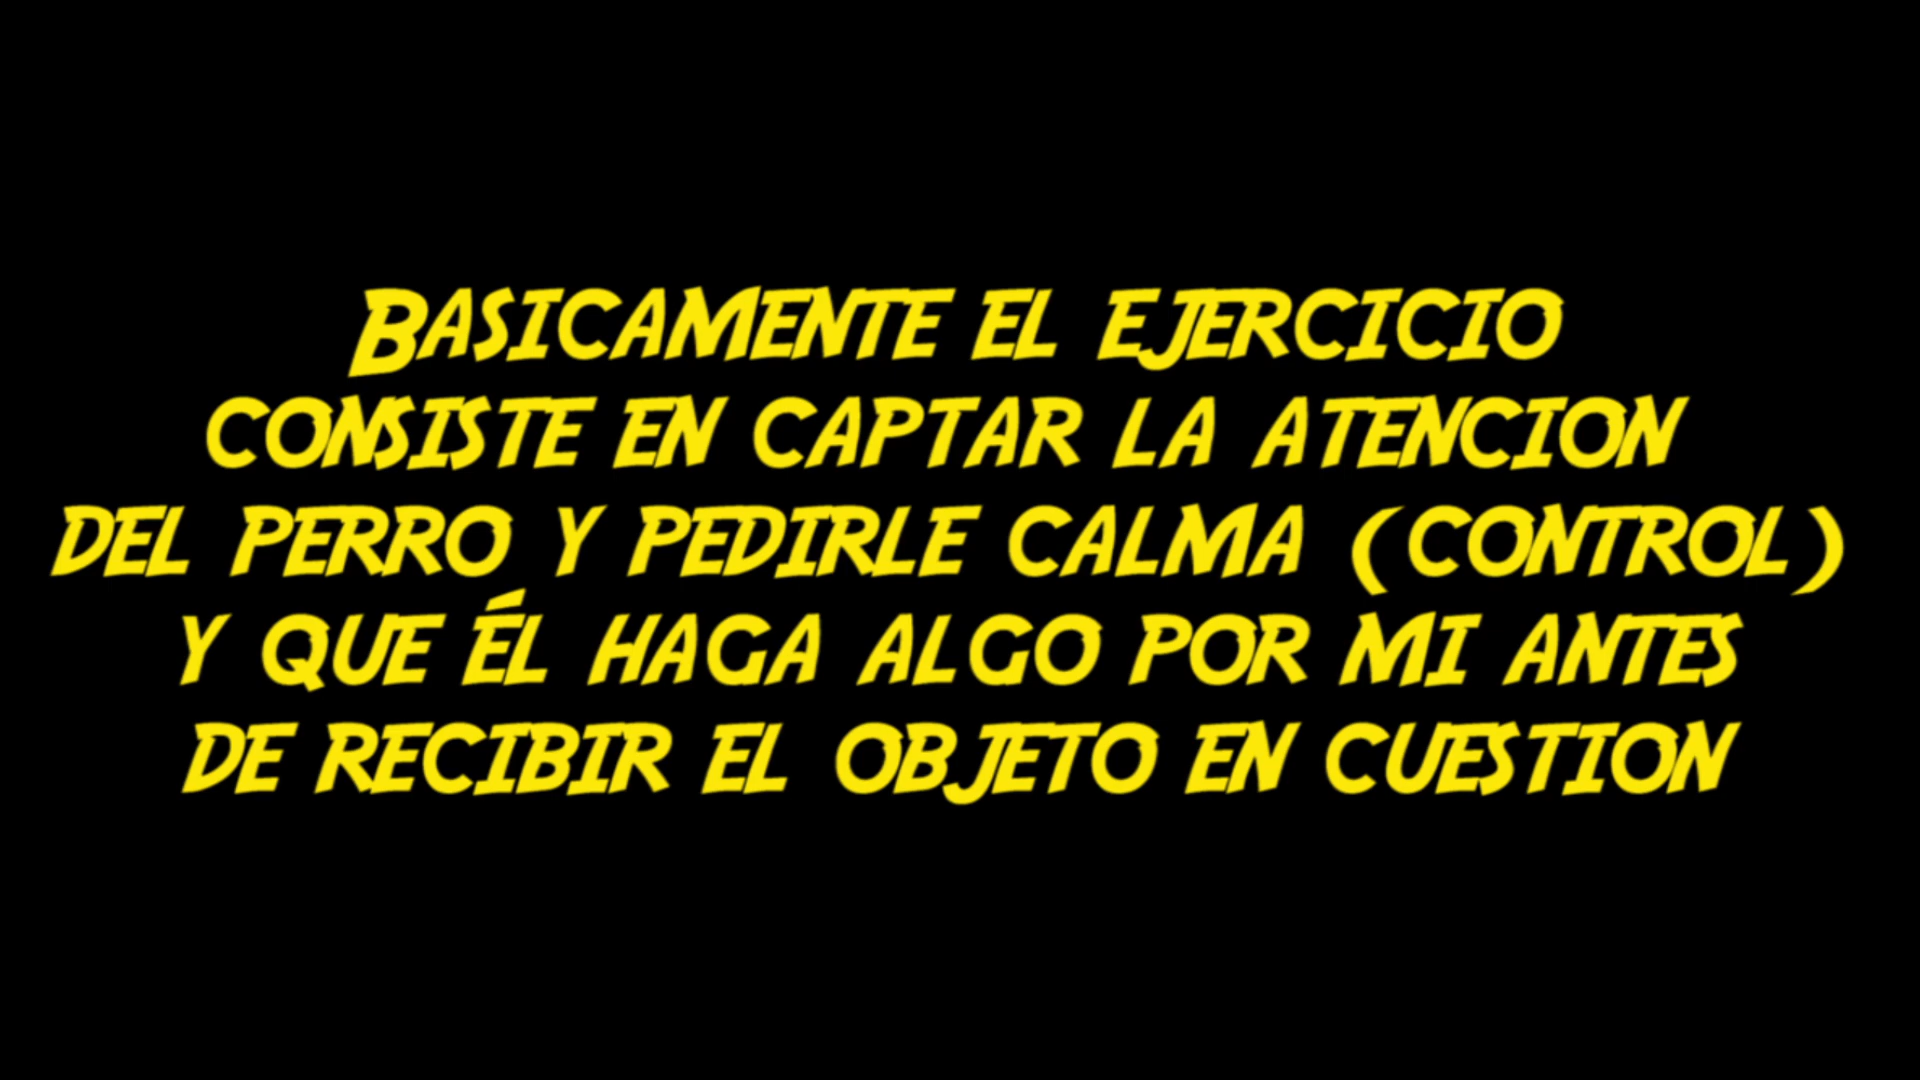 Basicamente el ejercicio
consiste en captar la atencion
del perro y pedirle calma (control)
y que él haga algo por mi antes
de recibir el objeto en cuestion